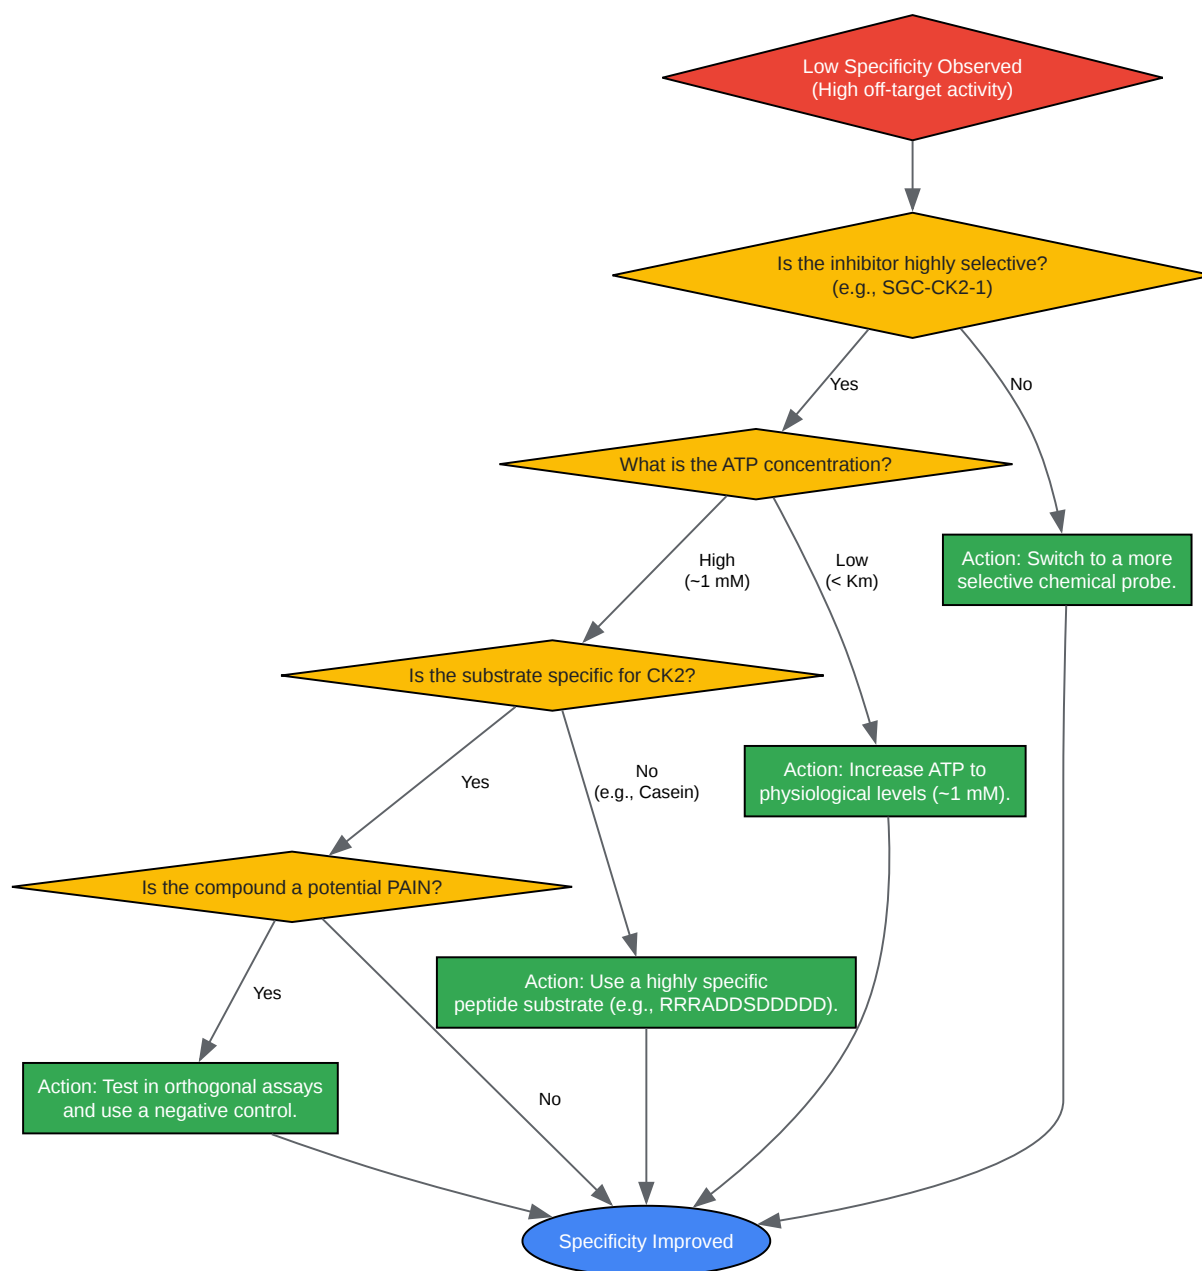 Low Specificity Observed
(High off-target activity)
Is the inhibitor highly selective?
(e.g., SGC-CK2-1)
Yes
No
What is the ATP concentration?
High
(~1 mM)
Low
(< Km)
Action: Switch to a more
selective chemical probe.
Is the substrate specific for CK2?
Yes
No
(e.g., Casein)
Action: Increase ATP to
physiological levels (~1 mM).
Is the compound a potential PAIN?
Yes
No
Action: Use a highly specific
peptide substrate (e.g., RRRADDSDDDDD).
Action: Test in orthogonal assays
and use a negative control.
Specificity Improved